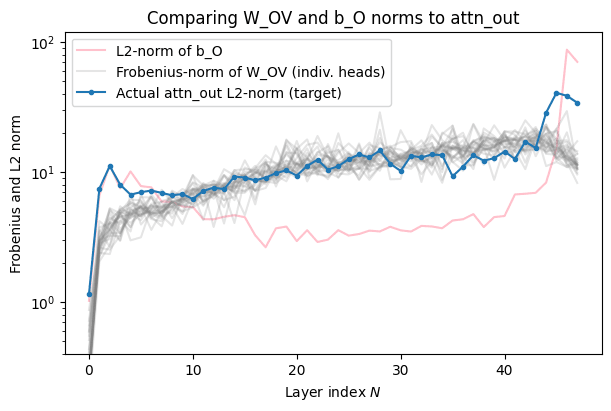 Comparing W_OV and b_O norms to attn_out
L2-norm of b_O
Frobenius-norm of W_OV (indiv. heads)
Actual attn_out L2-norm (target)
Frobenius and L2 norm
10²
10¹
10⁰
0 10 20 30 40
Layer index N